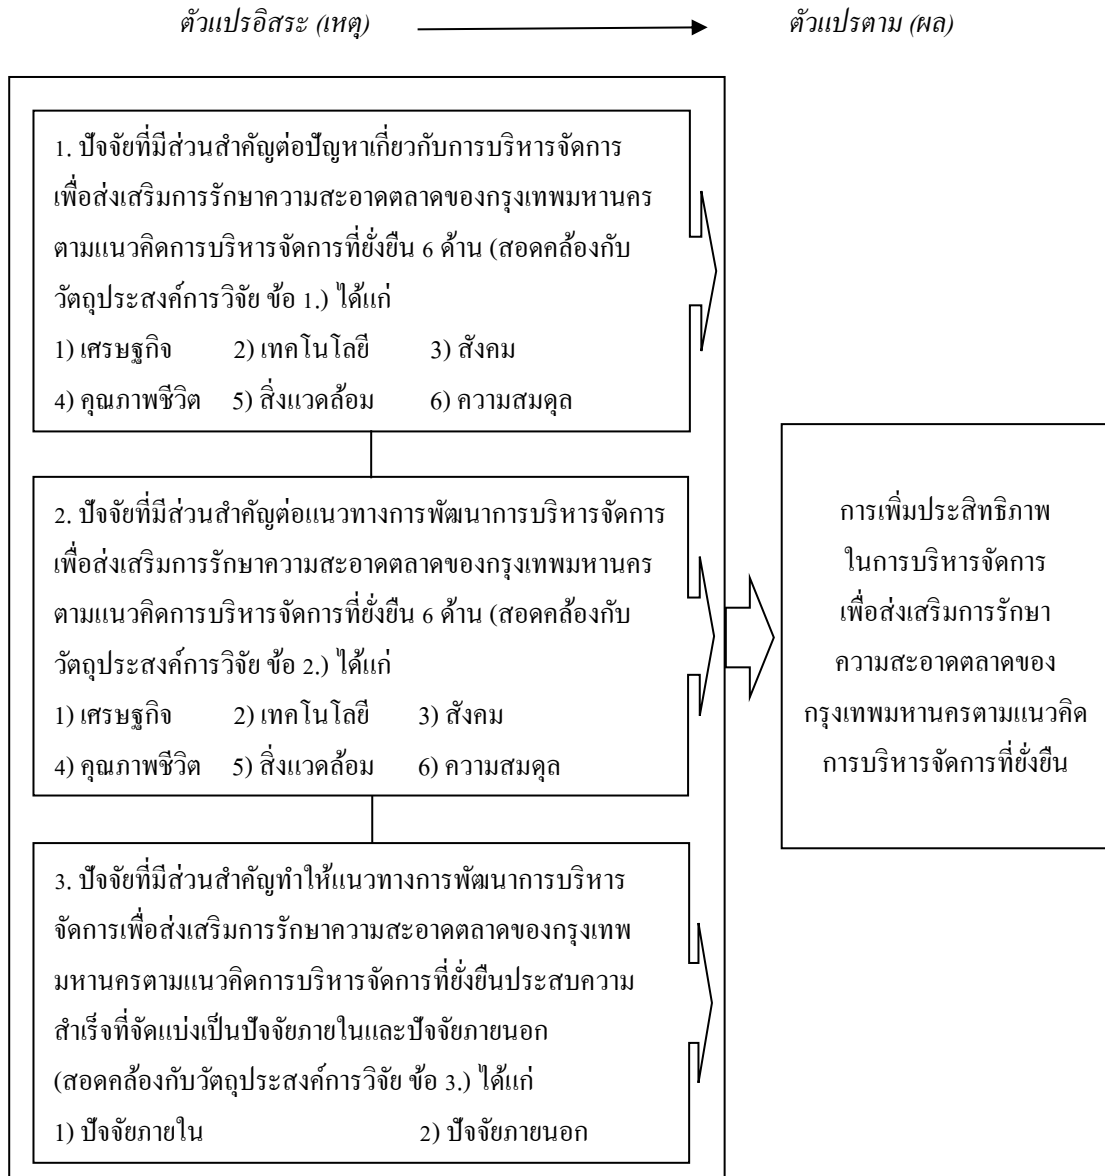 ตัวแปรอิสระ (เหตุ) ตัวแปรตาม (ผล)
1. ปัจจัยที่มีส่วนสำคัญต่อปัญหาเกี่ยวกับการบริหารจัดการ
เพื่อส่งเสริมการรักษาความสะอาดตลาดของกรุงเทพมหานคร
ตามแนวคิดการบริหารจัดการที่ยั่งยืน 6 ด้าน (สอดคล้องกับ
วัตถุประสงค์การวิจัย ข้อ 1.) ได้แก่
1) เศรษฐกิจ 2) เทคโนโลยี 3) สังคม
4) คุณภาพชีวิต 5) สิ่งแวดล้อม 6) ความสมดุล
2. ปัจจัยที่มีส่วนสำคัญต่อแนวทางการพัฒนาการบริหารจัดการ
เพื่อส่งเสริมการรักษาความสะอาดตลาดของกรุงเทพมหานคร
ตามแนวคิดการบริหารจัดการที่ยั่งยืน 6 ด้าน (สอดคล้องกับ
วัตถุประสงค์การวิจัย ข้อ 2.) ได้แก่
1) เศรษฐกิจ 2) เทคโนโลยี 3) สังคม
4) คุณภาพชีวิต 5) สิ่งแวดล้อม 6) ความสมดุล
3. ปัจจัยที่มีส่วนสำคัญทำให้แนวทางการพัฒนาการบริหาร
จัดการเพื่อส่งเสริมการรักษาความสะอาดตลาดของกรุงเทพ
มหานครตามแนวคิดการบริหารจัดการที่ยั่งยืนประสบความ
สำเร็จที่จัดแบ่งเป็นปัจจัยภายในและปัจจัยภายนอก
(สอดคล้องกับวัตถุประสงค์การวิจัย ข้อ 3.) ได้แก่
1) ปัจจัยภายใน 2) ปัจจัยภายนอก
การเพิ่มประสิทธิภาพ
ในการบริหารจัดการ
เพื่อส่งเสริมการรักษา
ความสะอาดตลาดของ
กรุงเทพมหานครตามแนวคิด
การบริหารจัดการที่ยั่งยืน